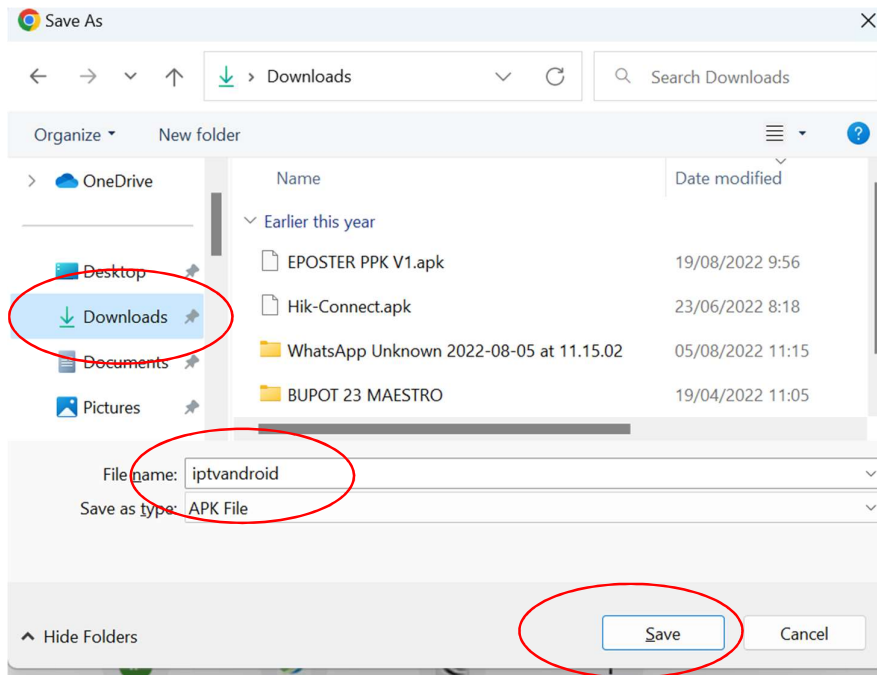 Save As
Downloads
Search Downloads
Organize
New folder
OneDrive
Name
Date modified
Earlier this year
Desktop
EPOSTER PPK V1.apk
19/08/2022 9:56
Downloads
Hik-Connect.apk
23/06/2022 8:18
Documents
WhatsApp Unknown 2022-08-05 at 11.15.02
05/08/2022 11:15
Pictures
BUPOT 23 MAESTRO
19/04/2022 11:05
File name: iptvandroid
Save as type: APK File
Hide Folders
Save
Cancel